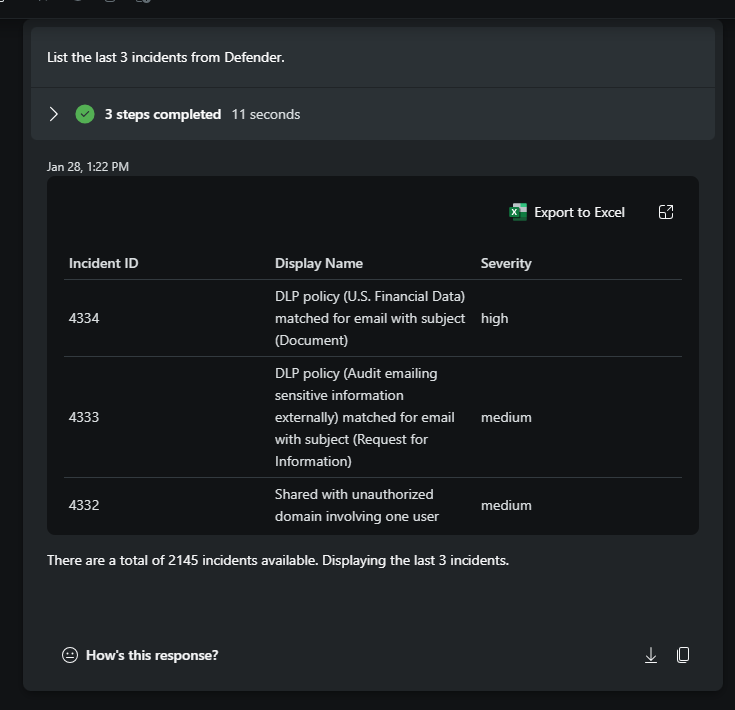 List the last 3 incidents from Defender.
3 steps completed 11 seconds
Jan 28, 1:22 PM
Export to Excel
Incident ID Display Name Severity
DLP policy (U.S. Financial Data)
4334 matched for email with subject high
(Document)
DLP policy (Audit emailing
sensitive information
4333 externally) matched for email medium
with subject (Request for
Information)
Shared with unauthorized
4332 domain involving one user medium
There are a total of 2145 incidents available. Displaying the last 3 incidents.
How's this response?